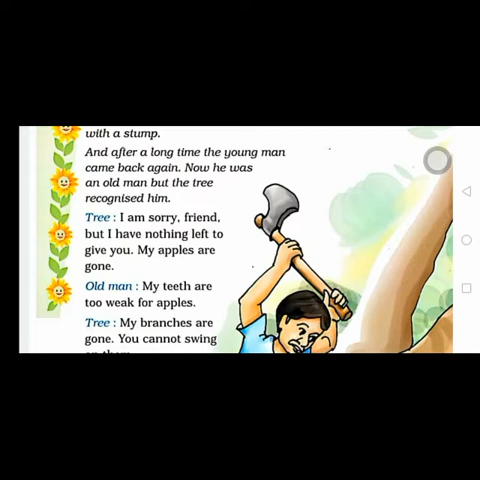 with a stump.
And after a long time the young man
came back again. Now he was
an old man but the tree
recognised him.
Tree : I am sorry, friend,
but I have nothing left to
give you. My apples are
gone.
Old man : My teeth are
too weak for apples.
Tree : My branches are
gone. You cannot swing
on them